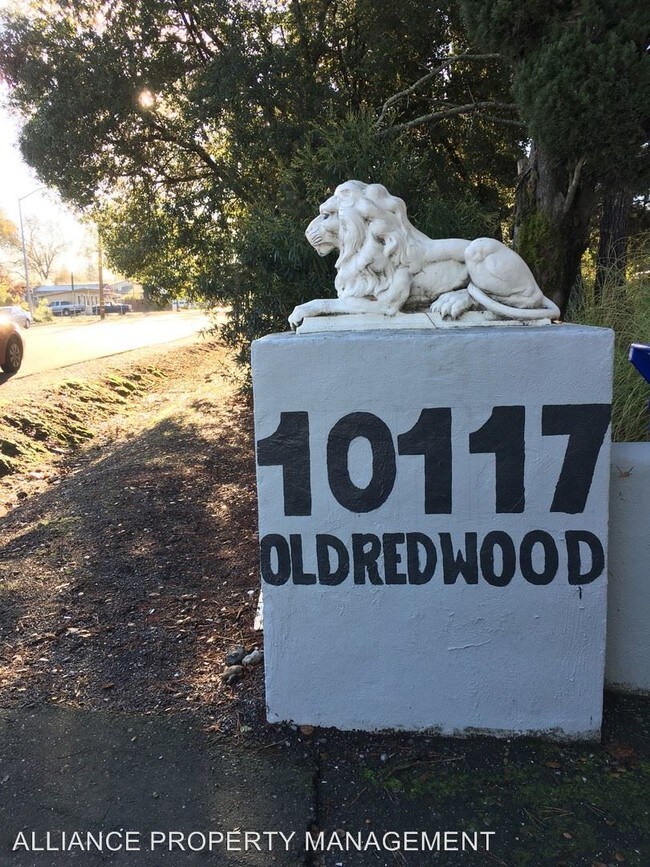 10117
OLDREDWOOD
ALLIANCE PROPERTY MANAGEMENT